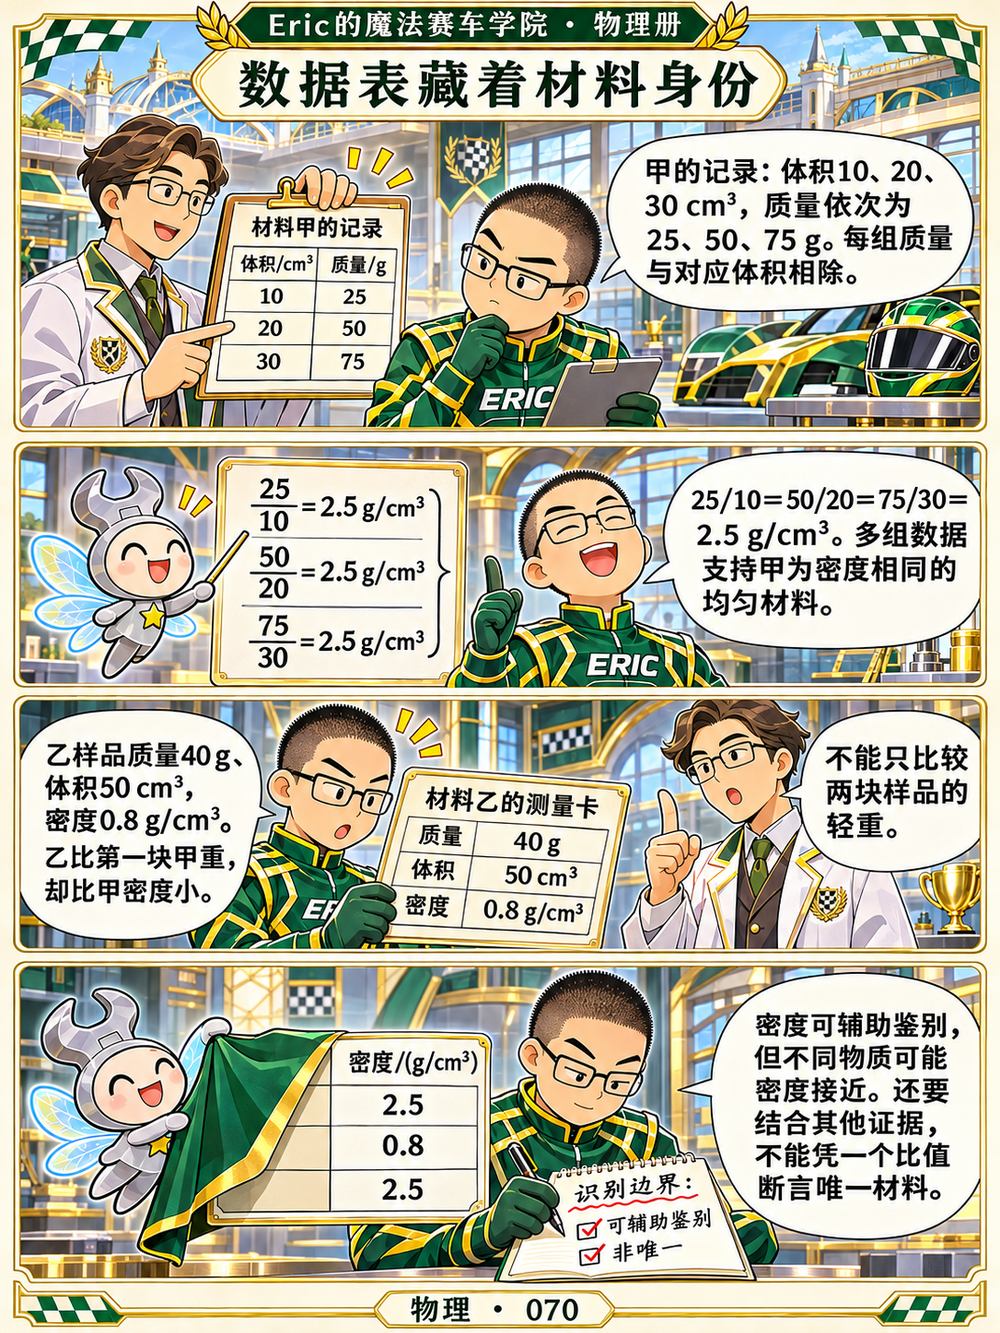 Eric的魔法赛车学院 · 物理册
数据表藏着材料身份
材料甲的记录
体积/cm³ 质量/g
10 25
20 50
30 75
ERIC
甲的记录：体积10、20、
30 cm³，质量依次为
25、50、75 g。每组质量
与对应体积相除。
25/10=2.5 g/cm³
50/20=2.5 g/cm³
75/30=2.5 g/cm³
ERIC
25/10=50/20=75/30=
2.5 g/cm³。多组数据
支持甲为密度相同的
均匀材料。
乙样品质量40g、
体积50 cm³，
密度0.8 g/cm³。
乙比第一块甲重，
却比甲密度小。
ER
材料乙的测量卡
质量 40 g
体积 50 cm³
密度 0.8 g/cm³
不能只比较
两块样品的
轻重。
密度/(g/cm³)
2.5
0.8
2.5
识别边界：
可辅助鉴别
非唯一
密度可辅助鉴别，
但不同物质可能
密度接近。还要
结合其他证据，
不能凭一个比值
断言唯一材料。
物理 · 070